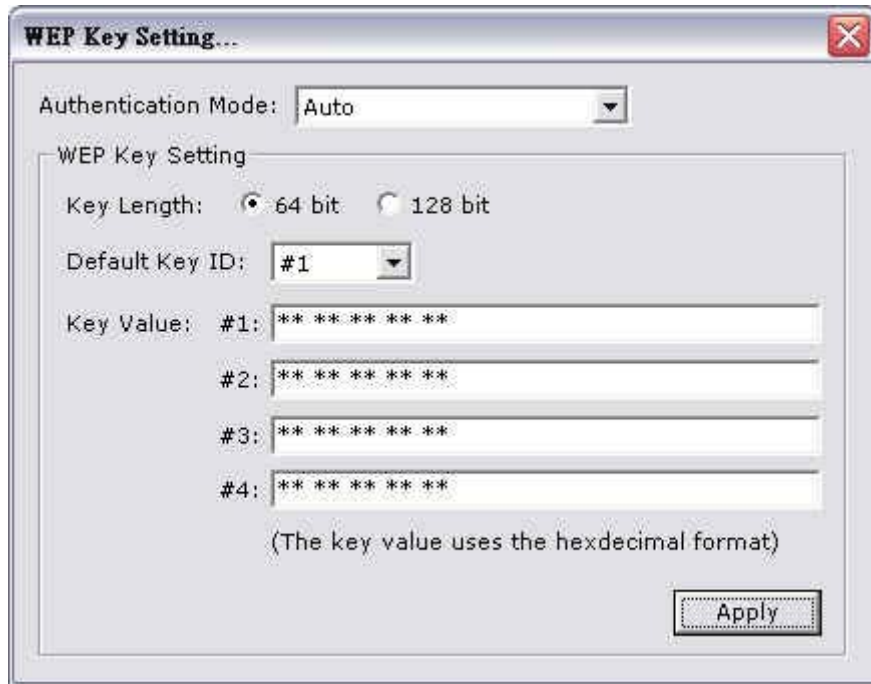 WEP Key Setting...
Authentication Mode: Auto
WEP Key Setting
Key Length: 64 bit 128 bit
Default Key ID: #1
Key Value: #1: ** ** ** ** **
#2: ** ** ** ** **
#3: ** ** ** ** **
#4: ** ** ** ** **
(The key value uses the hexdecimal format)
Apply